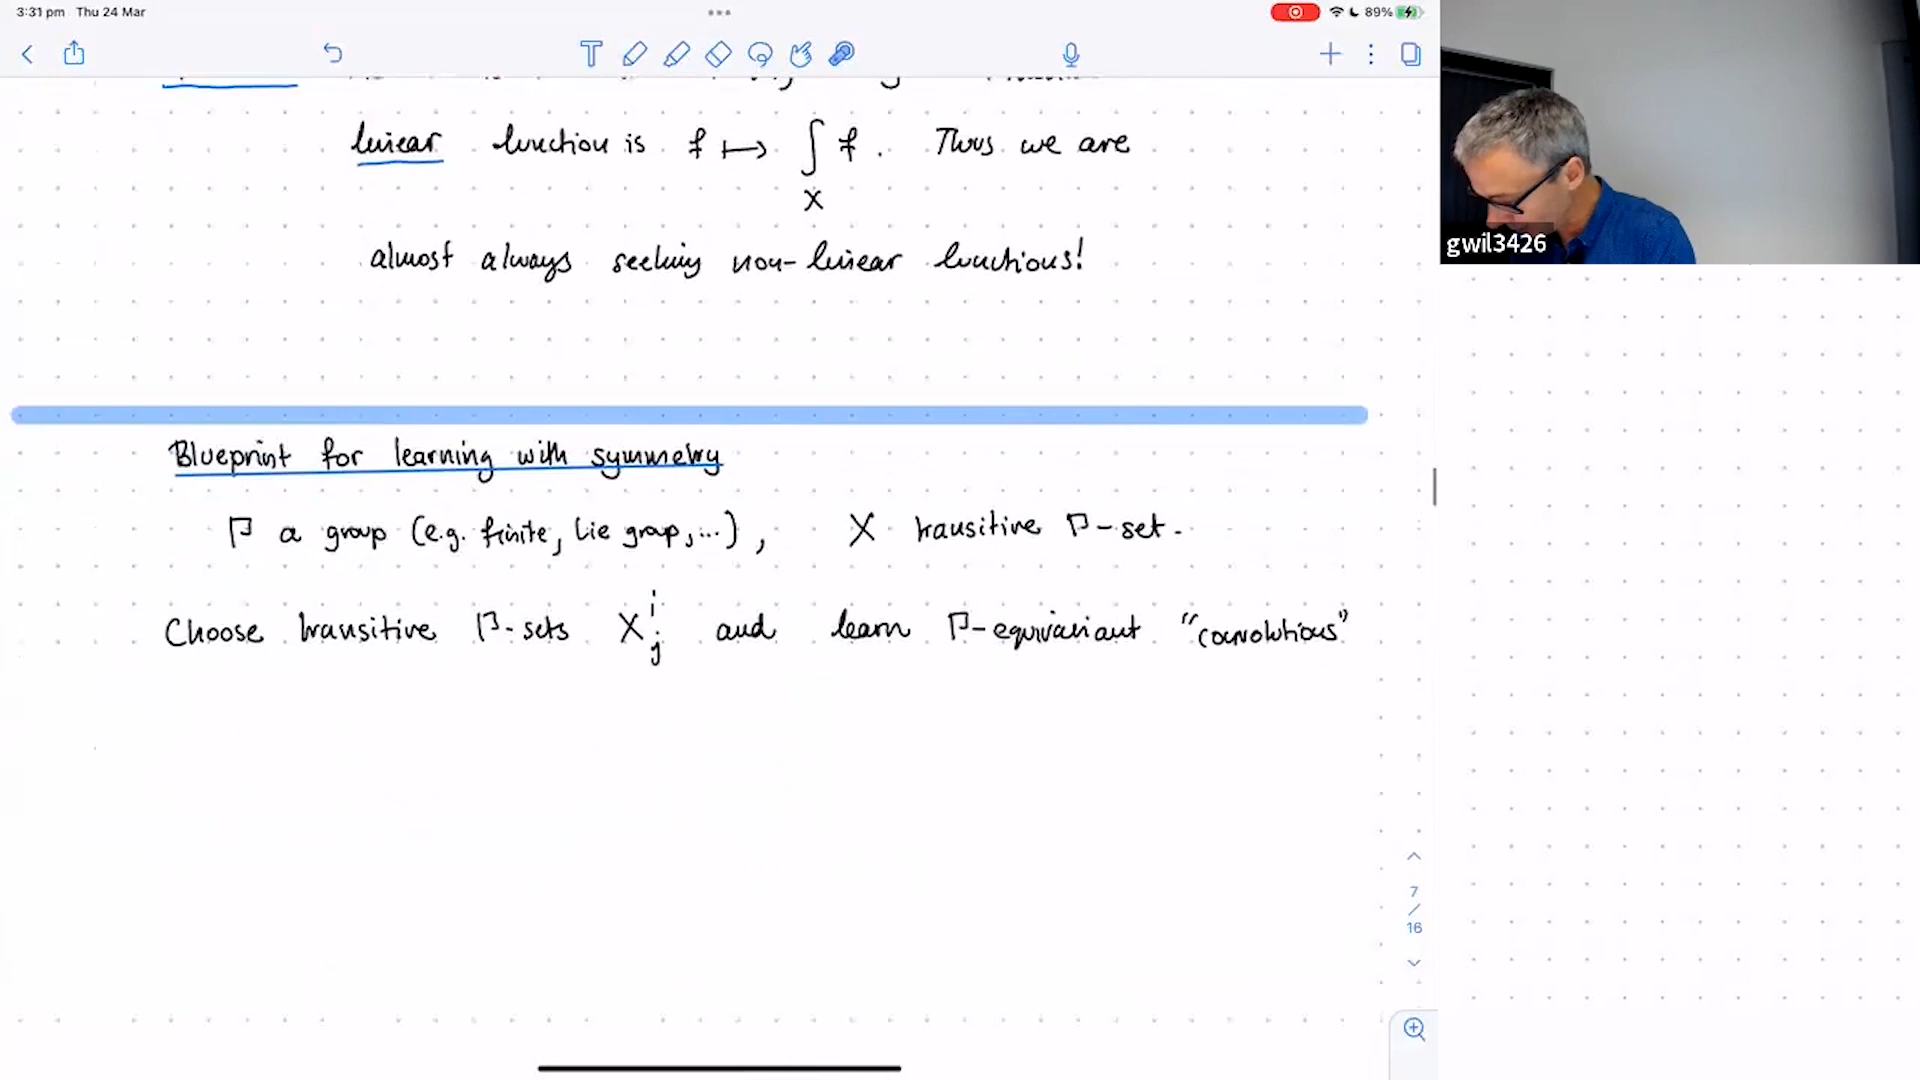 3:31 pm Thu 24 Mar
89%
linear function is f ↦ ∫_X f. Thus we are
almost always seeking non-linear functions!
gwil3426
Blueprint for learning with symmetry
Γ a group (e.g. finite, Lie group, ...), X transitive Γ-set.
Choose transitive Γ-sets X^i_j and learn Γ-equivariant "convolutions"
7
/
16